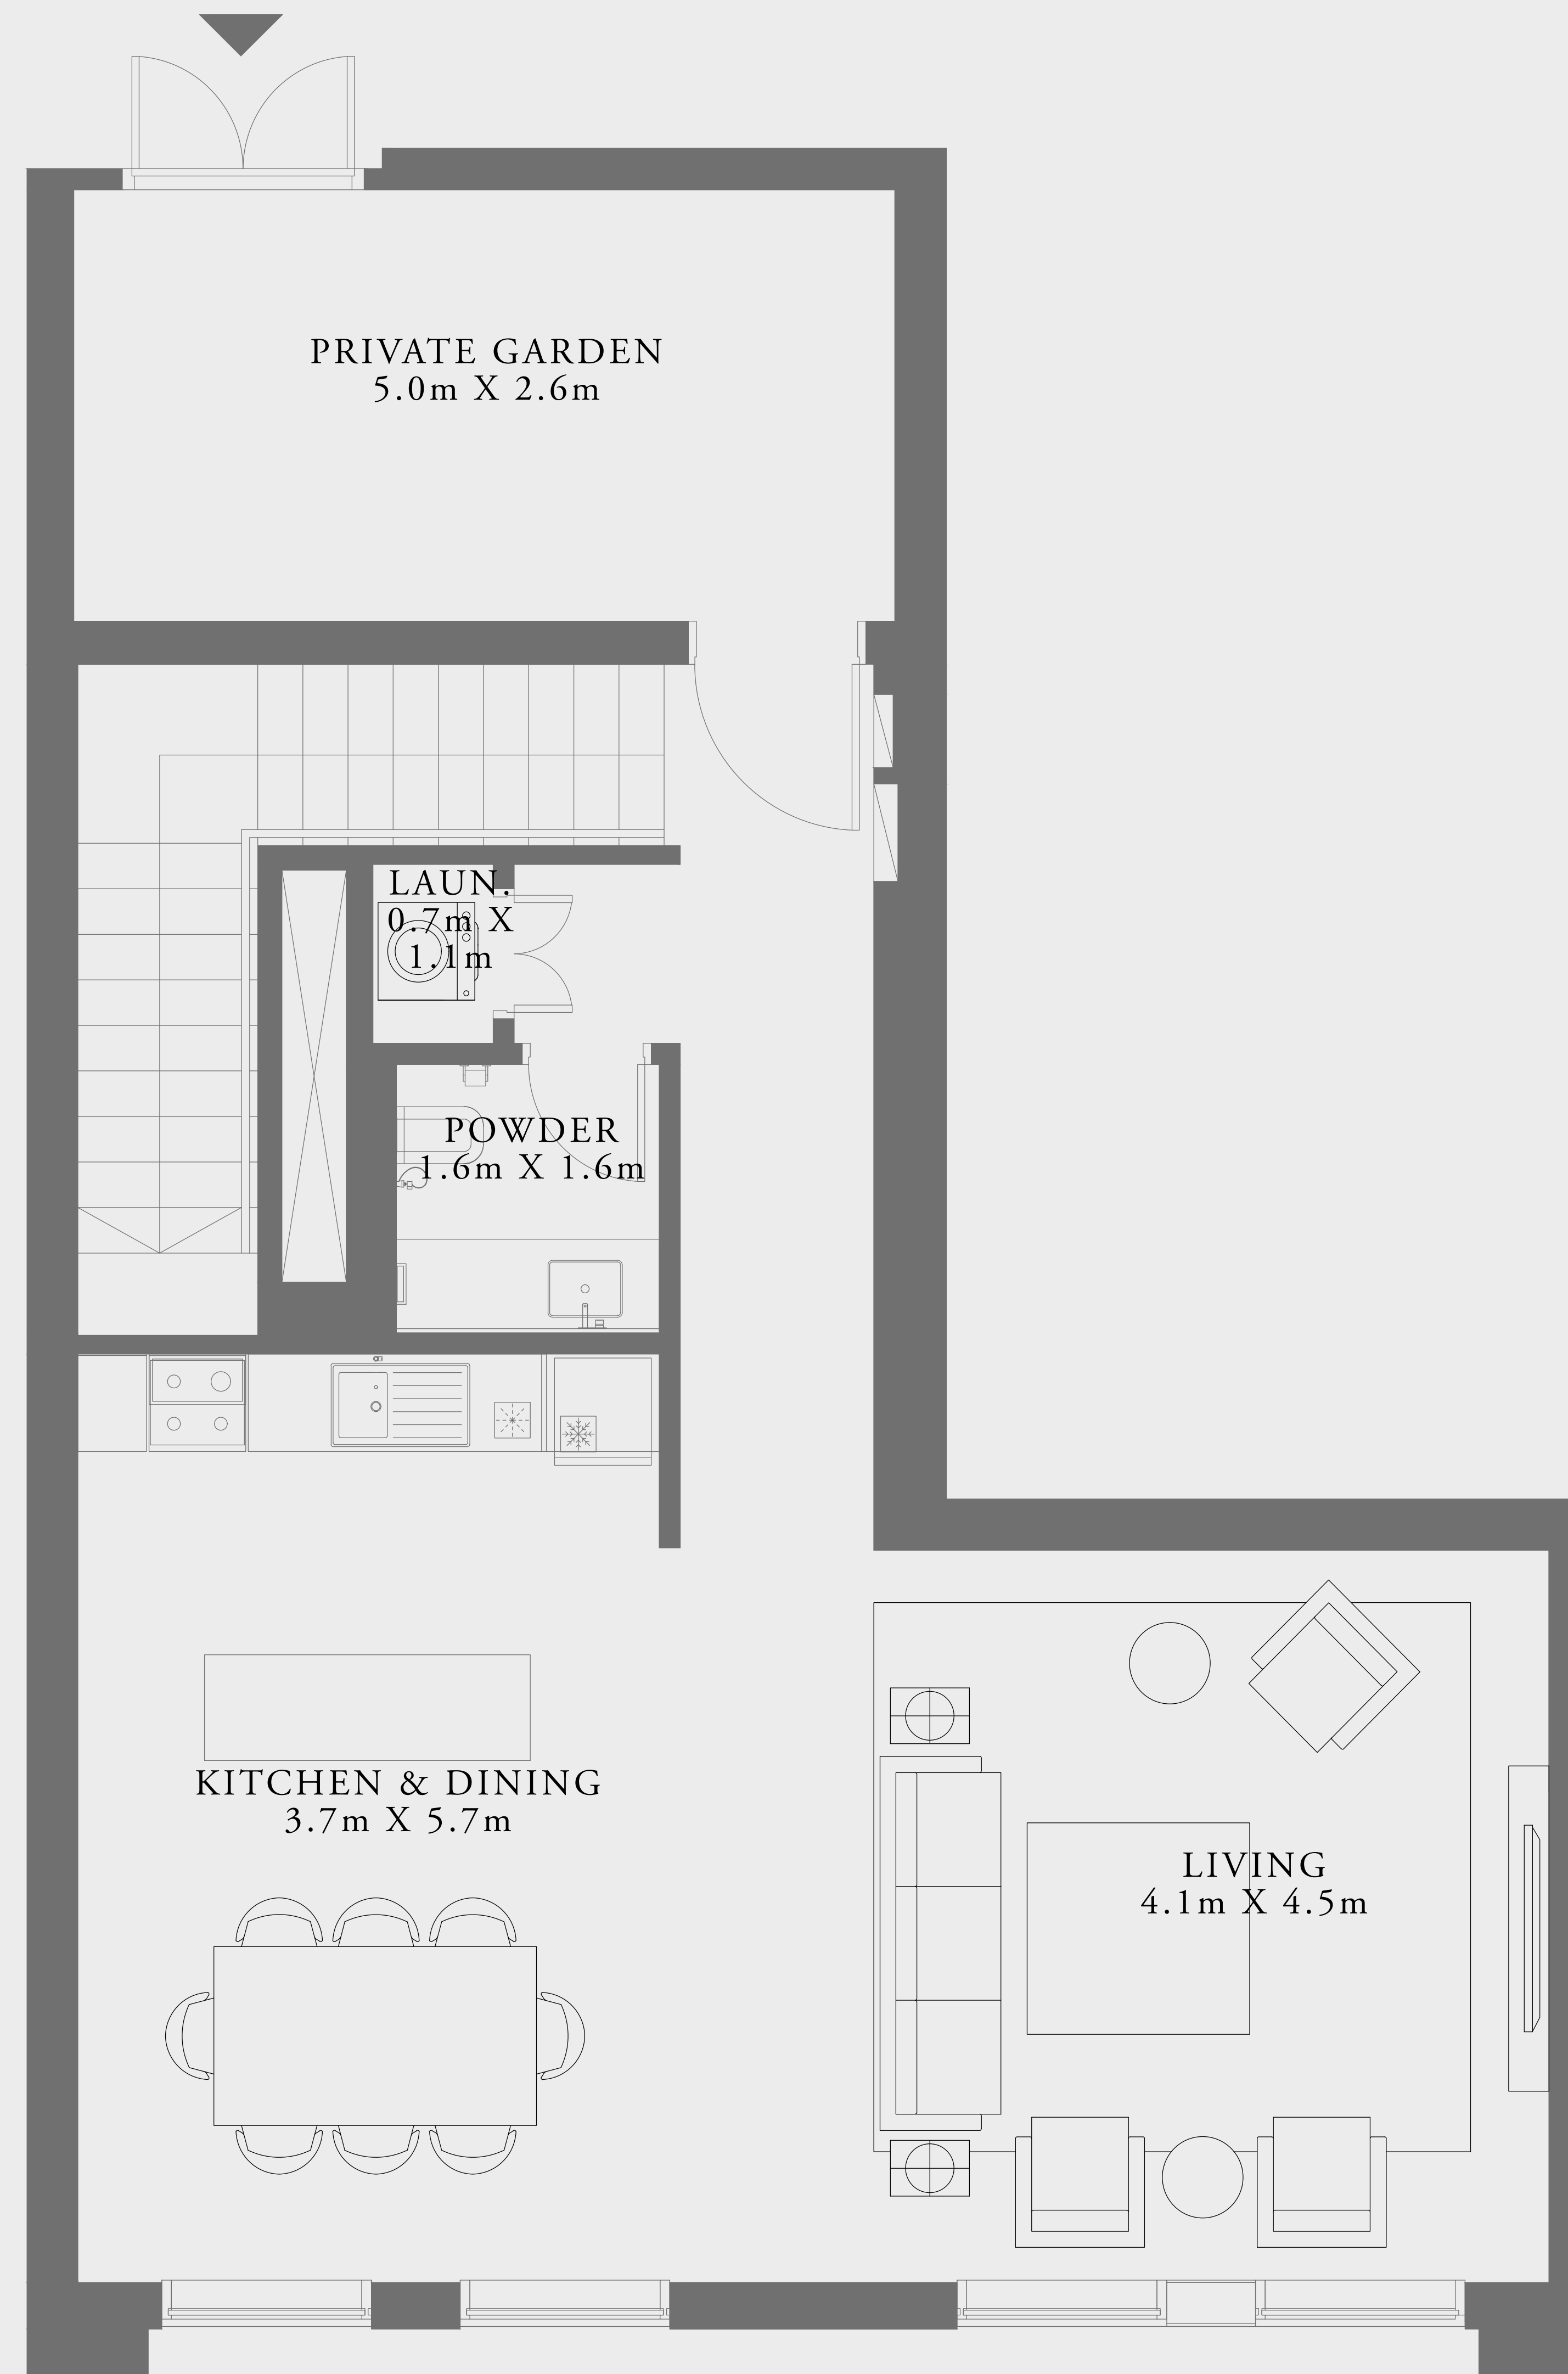 PRIVATE GARDEN
5.0m X 2.6m
LAUN.
0.7m X
1.1m
POWDER
1.6m X 1.6m
KITCHEN & DINING
3.7m X 5.7m
LIVING
4.1m X 4.5m